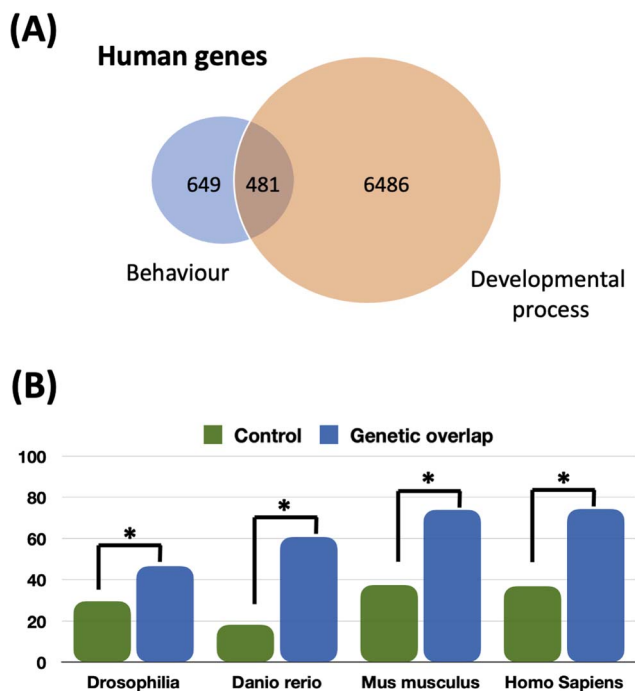 (A)
Human genes
649 481 6486
Behaviour
Developmental
process
(B)
Control Genetic overlap
100
80
60
40
20
0
* * * *
Drosophilia Danio rerio Mus musculus Homo Sapiens